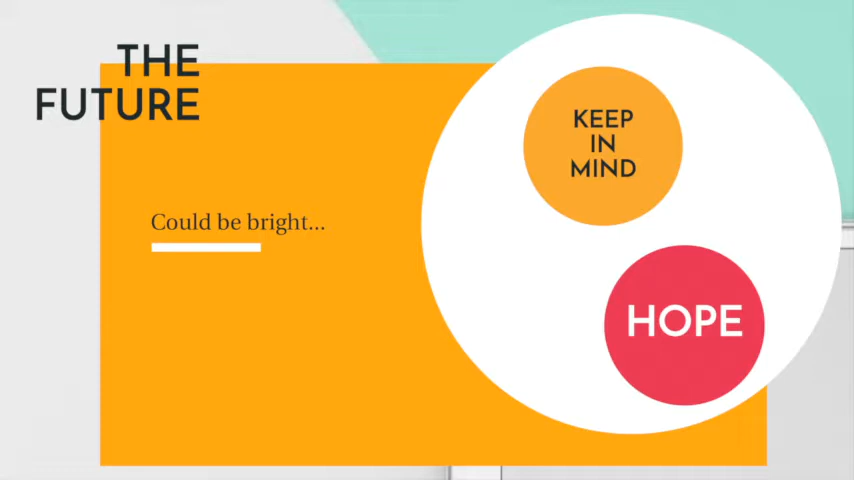 THE
FUTURE
Could be bright...
KEEP
IN
MIND
HOPE